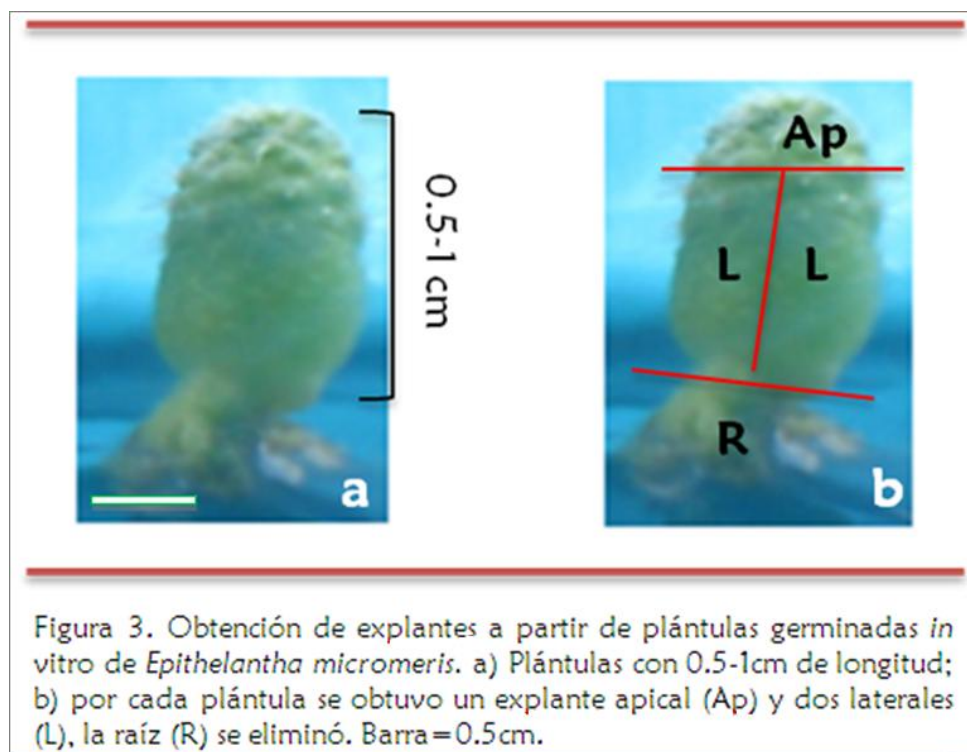 0.5-1 cm
a
Ap
L L
R
b
Figura 3. Obtención de explantes a partir de plántulas germinadas in
vitro de Epithelantha micromeris. a) Plántulas con 0.5-1cm de longitud;
b) por cada plántula se obtuvo un explante apical (Ap) y dos laterales
(L), la raíz (R) se eliminó. Barra=0.5cm.